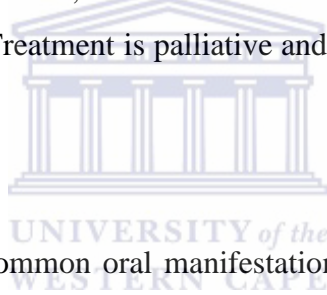 Treatment is palliative and
UNIVERSITY of the
ommon oral manifestation
WESTERN CAPE